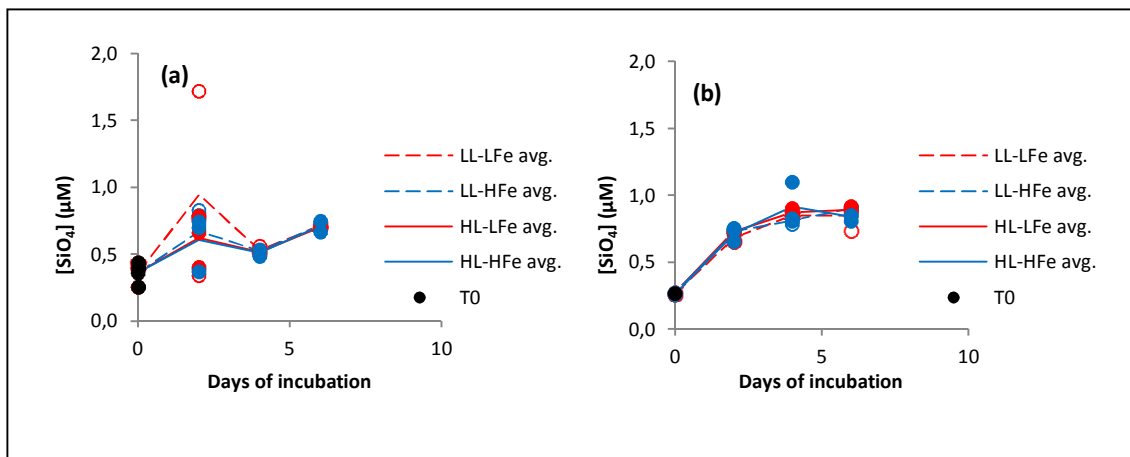 (a)
[SiO4] (µM)
2,0
1,5
1,0
0,5
0,0
0
5
10
Days of incubation
LL-LFe avg.
LL-HFe avg.
HL-LFe avg.
HL-HFe avg.
T0
(b)
[SiO4] (µM)
2,0
1,5
1,0
0,5
0,0
0
5
10
Days of incubation
LL-LFe avg.
LL-HFe avg.
HL-LFe avg.
HL-HFe avg.
T0